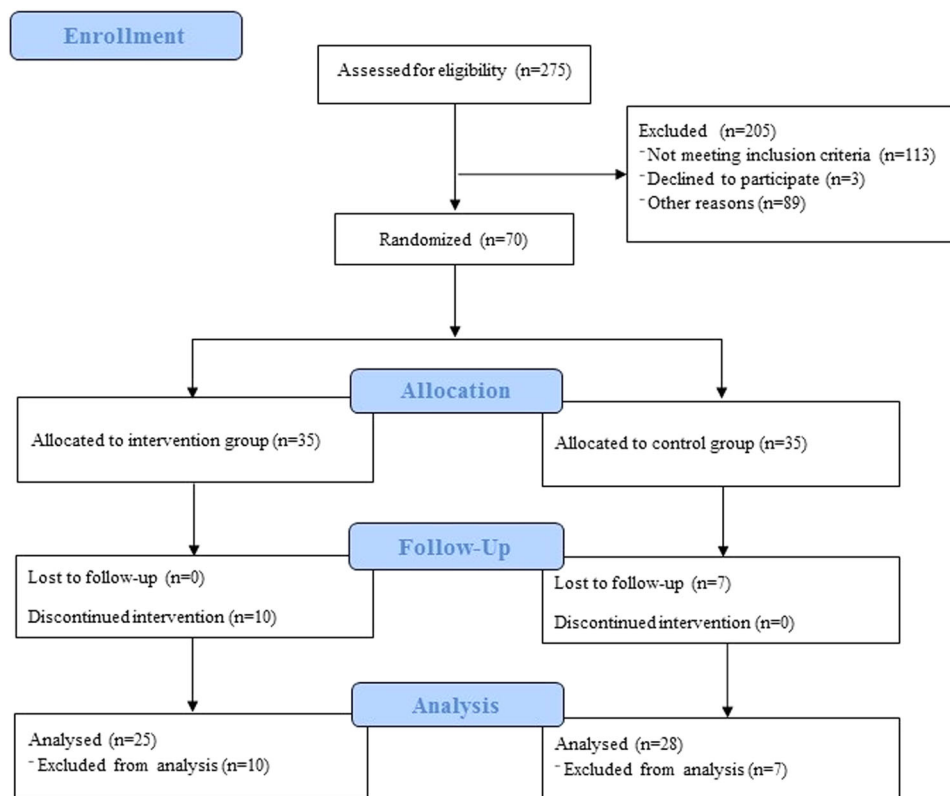 Enrollment
Assessed for eligibility (n=275)
Excluded (n=205)
-Not meeting inclusion criteria (n=113)
-Declined to participate (n=3)
-Other reasons (n=89)
Randomized (n=70)
Allocation
Allocated to intervention group (n=35)
Allocated to control group (n=35)
Follow-Up
Lost to follow-up (n=0)
Discontinued intervention (n=10)
Lost to follow-up (n=7)
Discontinued intervention (n=0)
Analysis
Analysed (n=25)
-Excluded from analysis (n=10)
Analysed (n=28)
-Excluded from analysis (n=7)